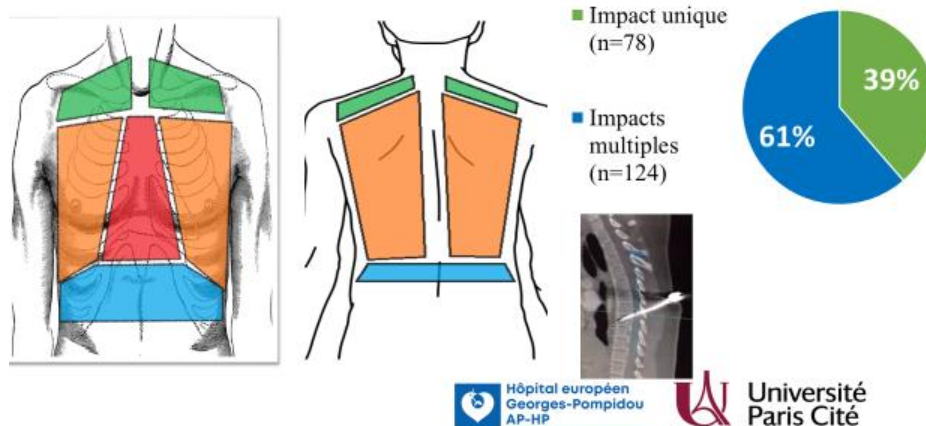 Impact unique
(n=78)
Impacts
multiples
(n=124)
39%
61%
Hôpital européen
Georges-Pompidou
AP-HP
Université
Paris Cité